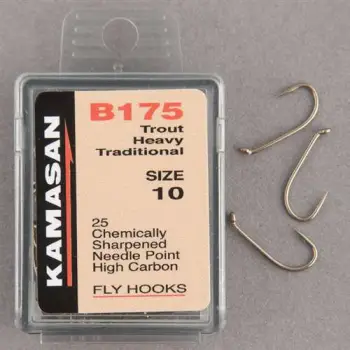 KAMASAN
B175
Trout
Heavy
Traditional
SIZE
10
25
Chemically
Sharpened
Needle Point
High Carbon
FLY HOOKS